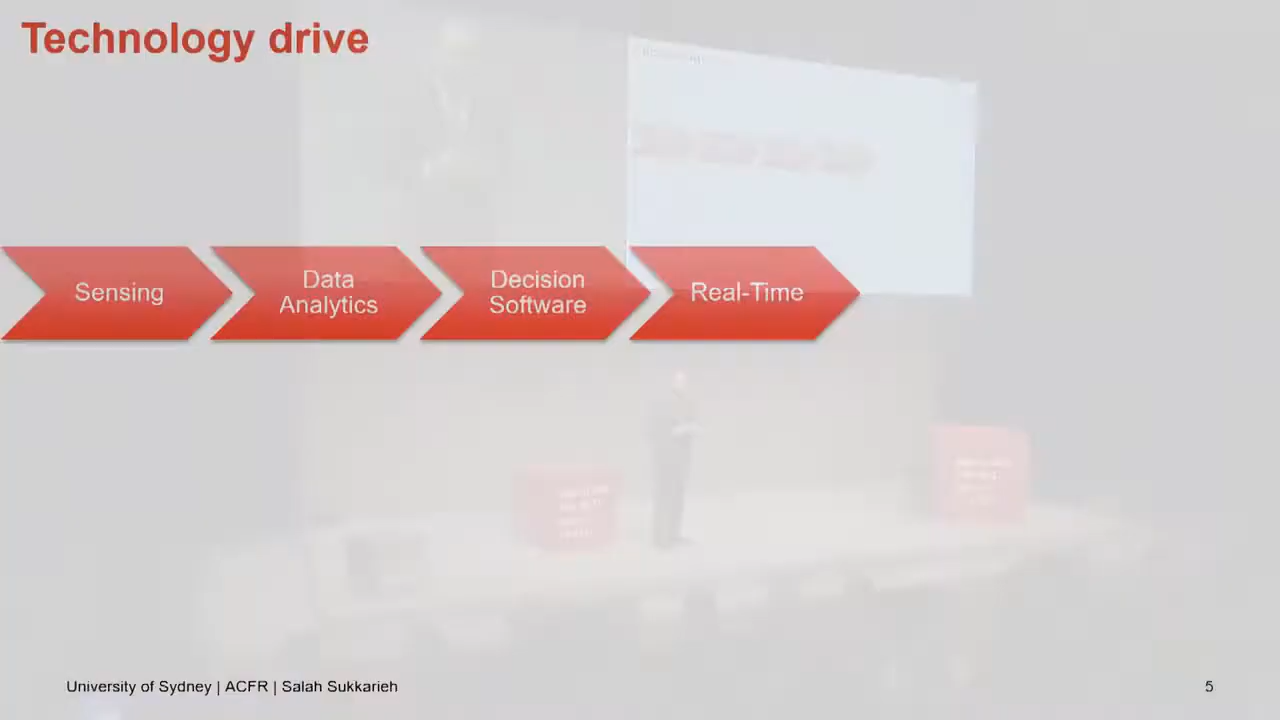 Technology drive
Sensing
Data
Analytics
Decision
Software
Real-Time
University of Sydney | ACFR | Salah Sukkarieh
5